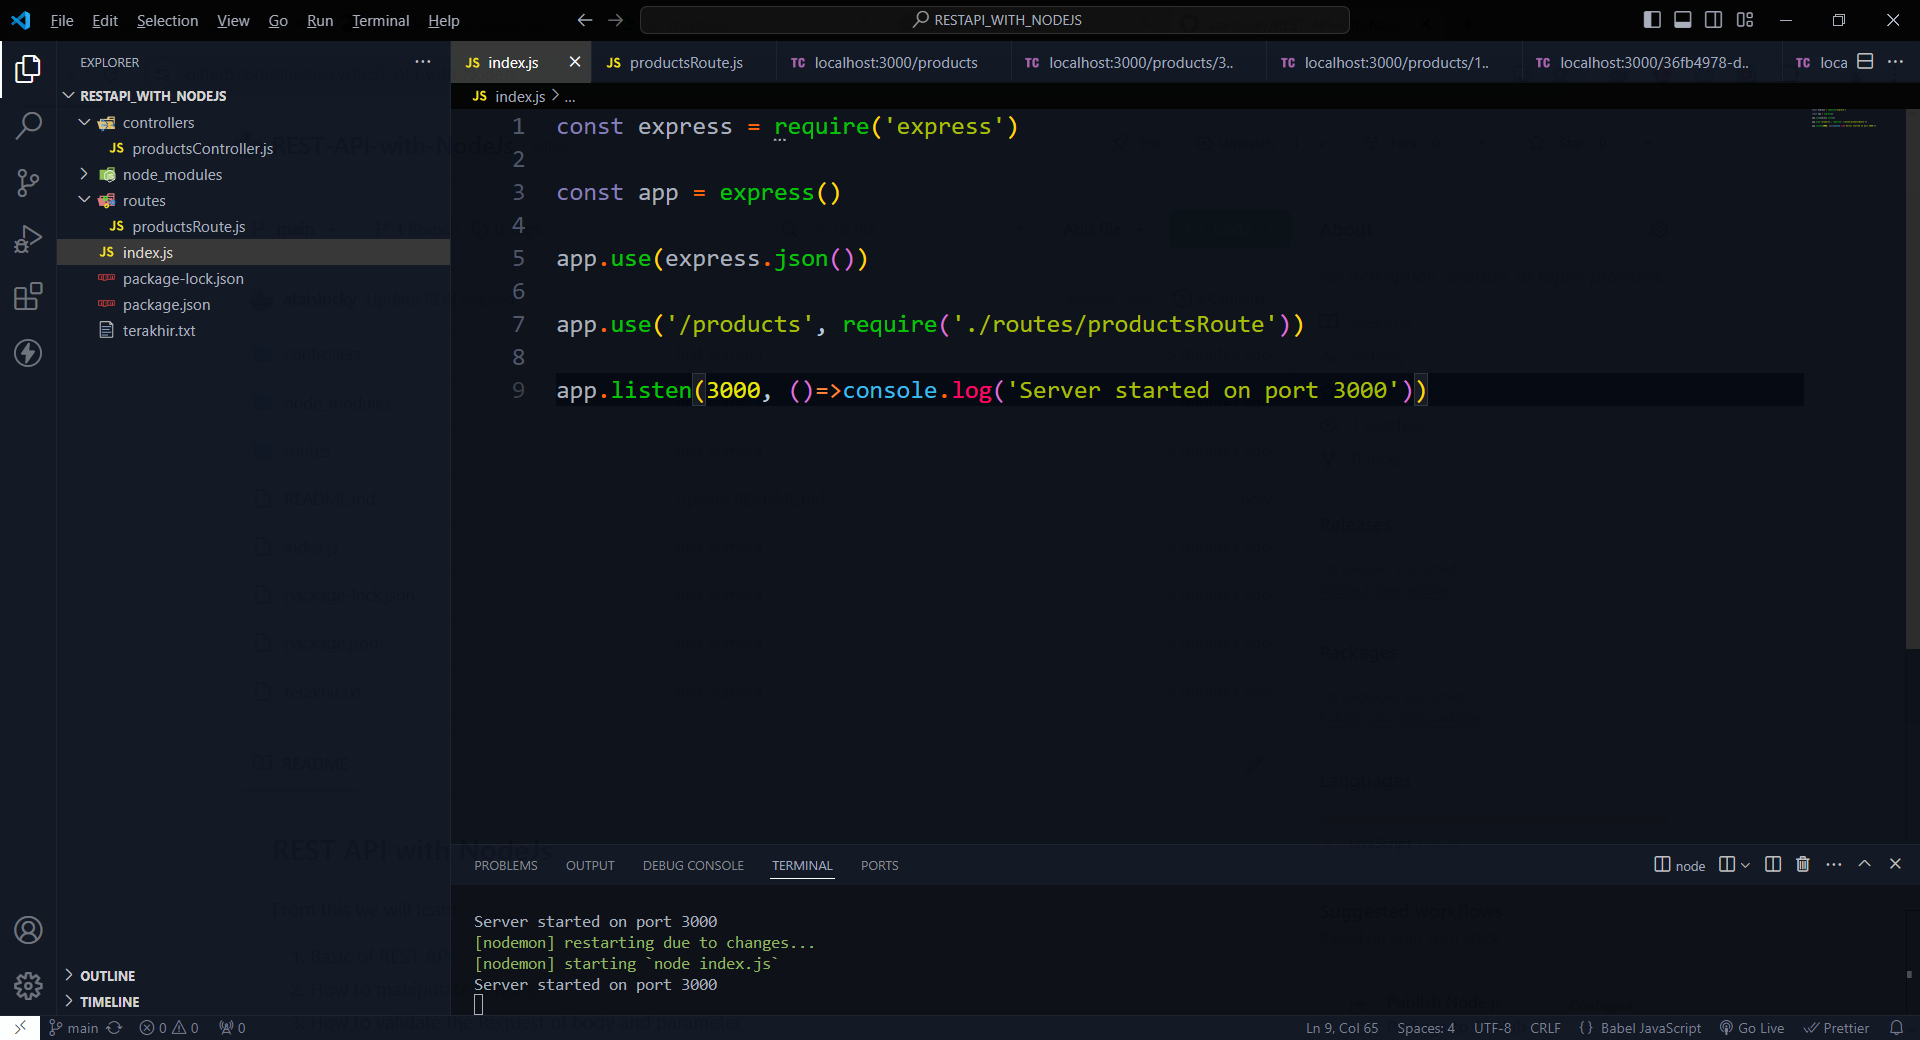 File Edit Selection View Go Run Terminal Help
RESTAPI_WITH_NODEJS
EXPLORER
RESTAPI_WITH_NODEJS
controllers
JS productsController.js
node_modules
routes
JS productsRoute.js
JS index.js
package-lock.json
package.json
terakhir.txt
OUTLINE
TIMELINE
JS index.js
JS productsRoute.js
TC localhost:3000/products
TC localhost:3000/products/3..
TC localhost:3000/products/1..
TC localhost:3000/36fb4978-d..
TC loca
JS index.js > ...
1 const express = require('express')
2
3 const app = express()
4
5 app.use(express.json())
6
7 app.use('/products', require('./routes/productsRoute'))
8
9 app.listen(3000, ()=>console.log('Server started on port 3000'))
PROBLEMS OUTPUT DEBUG CONSOLE TERMINAL PORTS
node
Server started on port 3000
[nodemon] restarting due to changes...
[nodemon] starting `node index.js`
Server started on port 3000
main 0 0 0
Ln 9, Col 65 Spaces: 4 UTF-8 CRLF {} Babel JavaScript Go Live Prettier